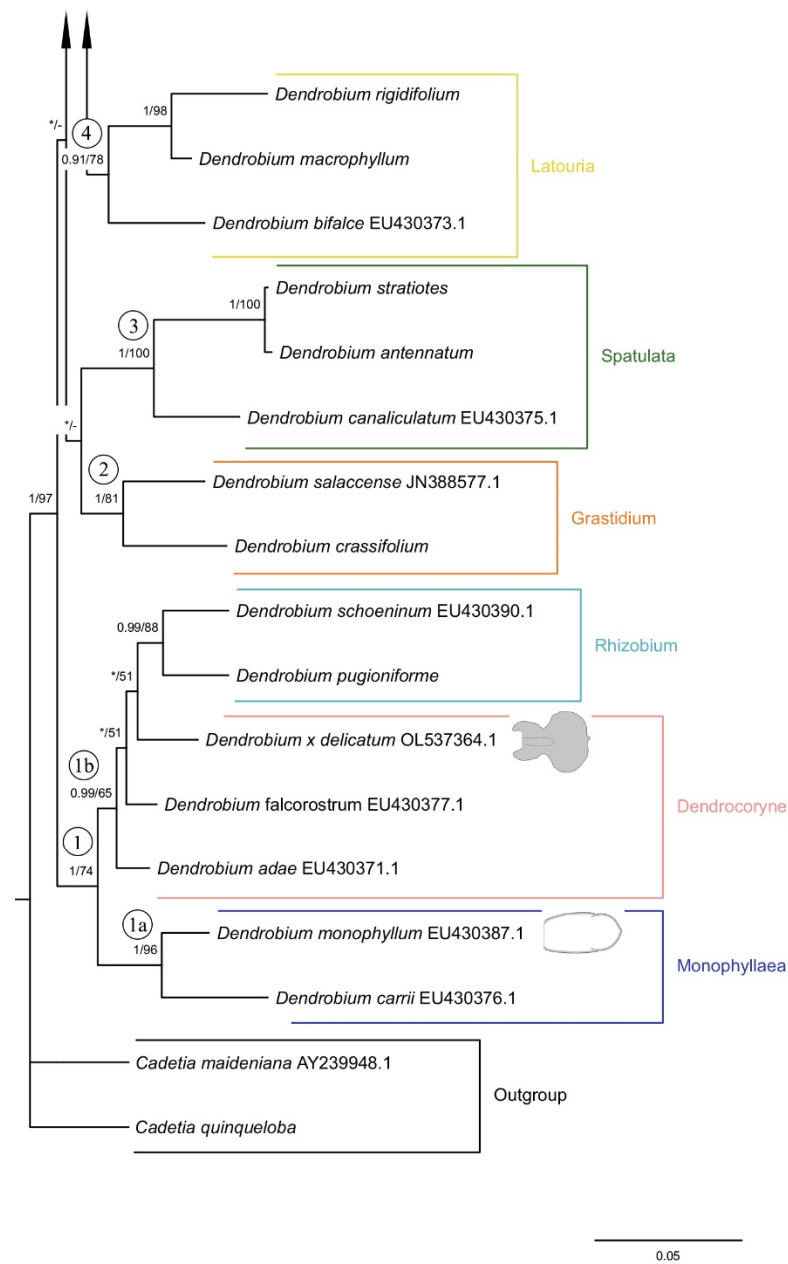 1/98
Dendrobium rigidifolium
*/-
4
0.91/78
Dendrobium macrophyllum
Latouria
Dendrobium bifalce EU430373.1
Dendrobium stratiotes
1/100
3
1/100
Dendrobium antennatum
Spatulata
Dendrobium canaliculatum EU430375.1
*/-
2
Dendrobium salaccense JN388577.1
1/97
1/81
Grastidium
Dendrobium crassifolium
Dendrobium schoeninum EU430390.1
0.99/88
Rhizobium
*/51
Dendrobium pugioniforme
*/51
Dendrobium x delicatum OL537364.1
1b
0.99/65
Dendrobium falcorostrum EU430377.1
Dendrocoryne
1
1/74
Dendrobium adae EU430371.1
1a
1/96
Dendrobium monophyllum EU430387.1
Monophyllaea
Dendrobium carrii EU430376.1
Cadetia maideniana AY239948.1
Outgroup
Cadetia quinqueloba
0.05